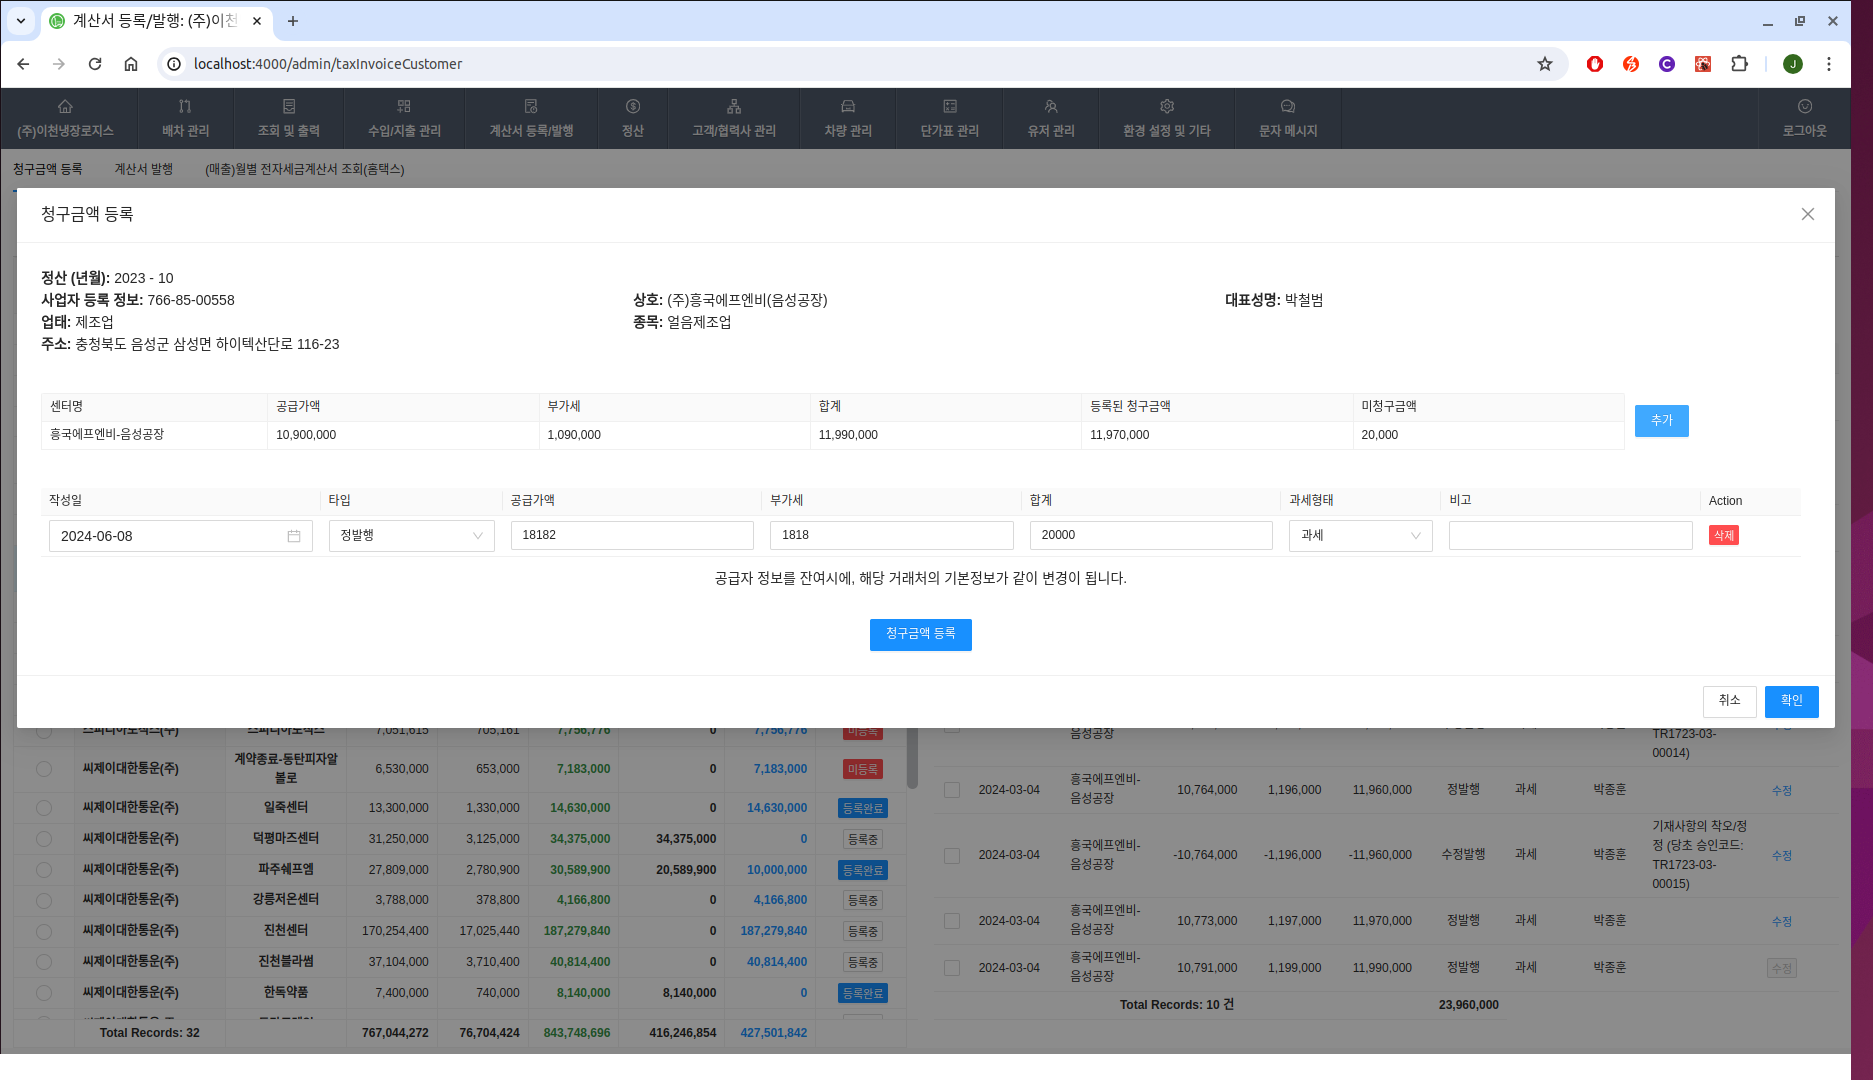 계산서 등록/발행: (주)이천
localhost:4000/admin/taxInvoiceCustomer
J
(주)이천냉장로지스 배차 관리 조회 및 출력 수입/지출 관리 계산서 등록/발행 정산 고객/협력사 관리 차량 관리 단가표 관리 유저 관리 환경 설정 및 기타 문자 메시지 로그아웃
청구금액 등록 계산서 발행 (매출)월별 전자세금계산서 조회(홈택스)
청구금액 등록
정산 (년월): 2023 - 10
사업자 등록 정보: 766-85-00558 상호: (주)흥국에프엔비(음성공장) 대표성명: 박철범
업태: 제조업 종목: 얼음제조업
주소: 충청북도 음성군 삼성면 하이텍산단로 116-23
센터명 공급가액 부가세 합계 등록된 청구금액 미청구금액
흥국에프엔비-음성공장 10,900,000 1,090,000 11,990,000 11,970,000 20,000
추가
작성일 타입 공급가액 부가세 합계 과세형태 비고 Action
2024-06-08 정발행 18182 1818 20000 과세 삭제
공급자 정보를 잔여시에, 해당 거래처의 기본정보가 같이 변경이 됩니다.
청구금액 등록
취소 확인
7,051,615 705,161 7,756,776 0 7,756,776 미등록
계약종료-동탄피자알
씨제이대한통운(주) 볼로 6,530,000 653,000 7,183,000 0 7,183,000 미등록
씨제이대한통운(주) 일죽센터 13,300,000 1,330,000 14,630,000 0 14,630,000 등록완료
씨제이대한통운(주) 덕평마즈센터 31,250,000 3,125,000 34,375,000 34,375,000 0 등록중
씨제이대한통운(주) 파주쉐프엠 27,809,000 2,780,900 30,589,900 20,589,900 10,000,000 등록완료
씨제이대한통운(주) 강릉저온센터 3,788,000 378,800 4,166,800 0 4,166,800 등록중
씨제이대한통운(주) 진천센터 170,254,400 17,025,440 187,279,840 0 187,279,840 등록중
씨제이대한통운(주) 진천블라썸 37,104,000 3,710,400 40,814,400 0 40,814,400 등록중
씨제이대한통운(주) 한독약품 7,400,000 740,000 8,140,000 8,140,000 0 등록완료
Total Records: 32 767,044,272 76,704,424 843,748,696 416,246,854 427,501,842
음성공장 TR1723-03-
00014)
흥국에프엔비-
음성공장 2024-03-04 10,764,000 1,196,000 11,960,000 정발행 과세 박종훈 수정
기재사항의 착오/정
정 (당초 승인코드:
TR1723-03-
00015)
흥국에프엔비-
음성공장 2024-03-04 -10,764,000 -1,196,000 -11,960,000 수정발행 과세 박종훈 수정
흥국에프엔비-
음성공장 2024-03-04 10,773,000 1,197,000 11,970,000 정발행 과세 박종훈 수정
흥국에프엔비-
음성공장 2024-03-04 10,791,000 1,199,000 11,990,000 정발행 과세 박종훈 수정
Total Records: 10 건 23,960,000